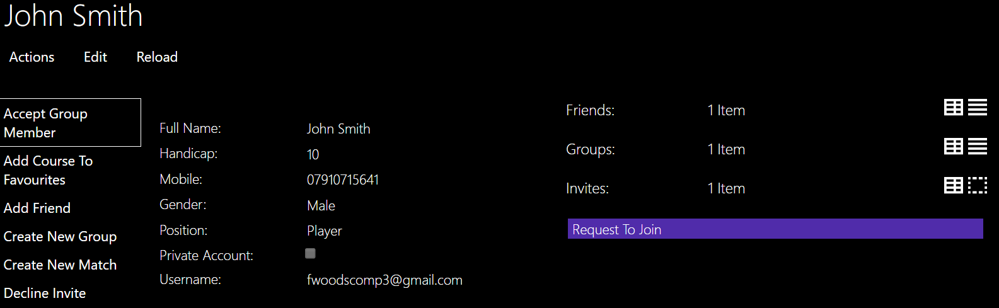 John Smith
Actions Edit Reload
Accept Group
Member
Add Course To
Favourites
Add Friend
Create New Group
Create New Match
Decline Invite
Full Name: John Smith
Handicap: 10
Mobile: 07910715641
Gender: Male
Position: Player
Private Account:
Username: fwoodscomp3@gmail.com
Friends: 1 Item
Groups: 1 Item
Invites: 1 Item
Request To Join